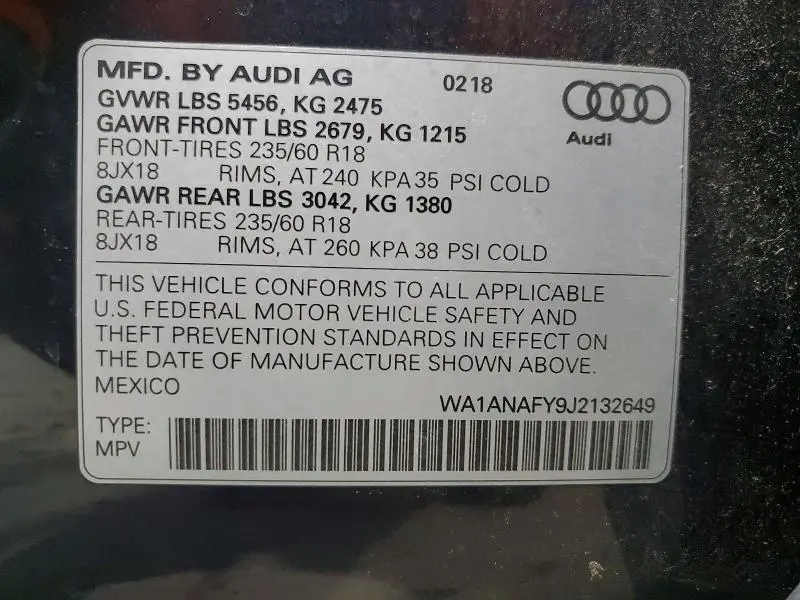 MFD. BY AUDI AG 0218
GVWR LBS 5456, KG 2475
GAWR FRONT LBS 2679, KG 1215
FRONT-TIRES 235/60 R18
8JX18 RIMS, AT 240 KPA 35 PSI COLD
GAWR REAR LBS 3042, KG 1380
REAR-TIRES 235/60 R18
8JX18 RIMS, AT 260 KPA 38 PSI COLD
Audi
THIS VEHICLE CONFORMS TO ALL APPLICABLE
U.S. FEDERAL MOTOR VEHICLE SAFETY AND
THEFT PREVENTION STANDARDS IN EFFECT ON
THE DATE OF MANUFACTURE SHOWN ABOVE.
MEXICO
WA1ANAFY9J2132649
TYPE:
MPV